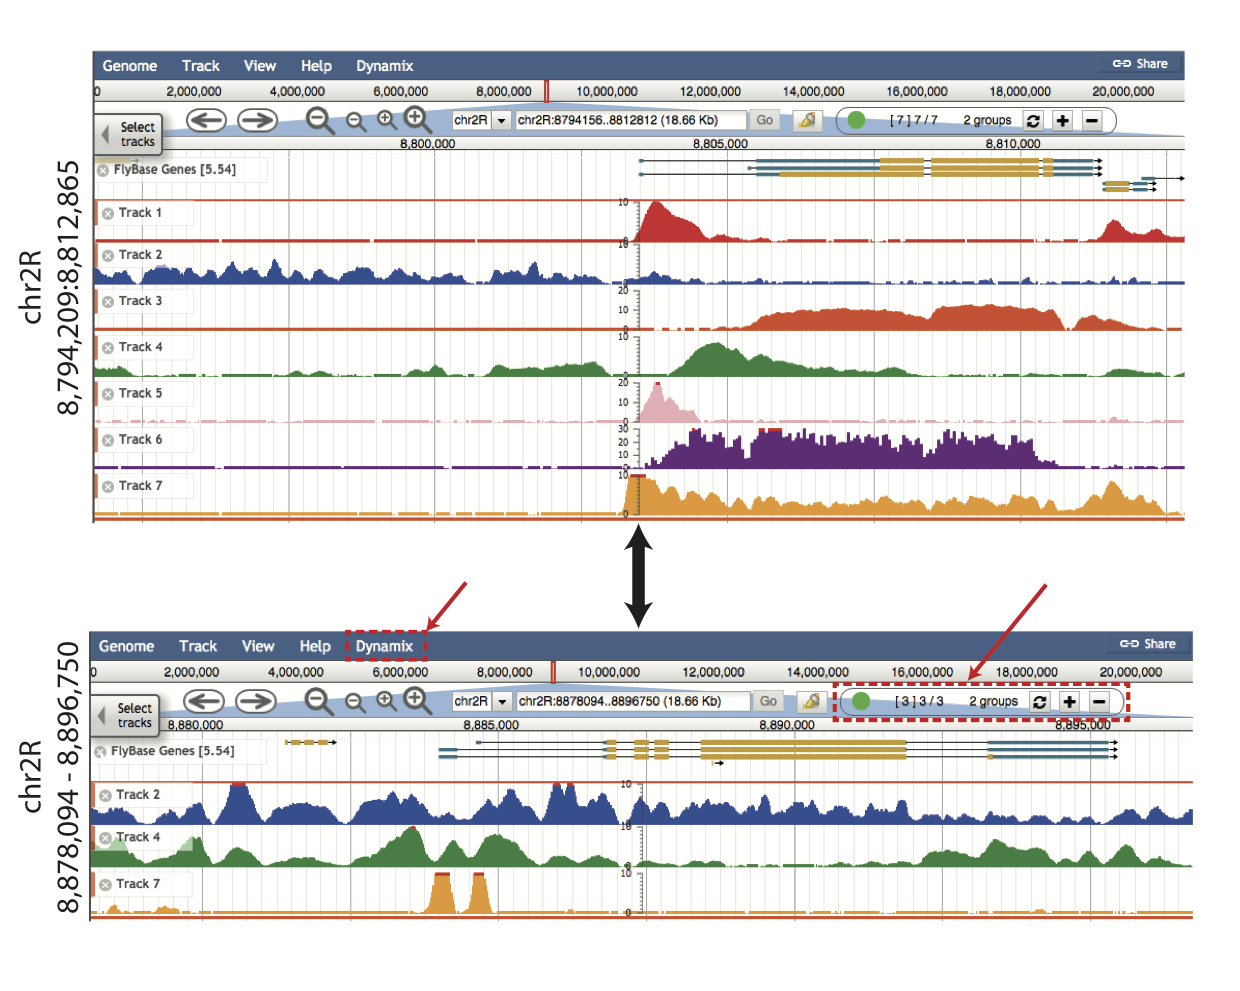 chr2R
8,794,209:8,812,865
Genome Track View Help Dynamix Share
0 2,000,000 4,000,000 6,000,000 8,000,000 10,000,000 12,000,000 14,000,000 16,000,000 18,000,000 20,000,000
Select tracks
chr2R chr2R:8794156..8812812 (18.66 Kb) Go [ 7 ] 7 / 7 2 groups
8,800,000 8,805,000 8,810,000
FlyBase Genes [5.54]
Track 1
10
Track 2
10
0
Track 3
20
10
0
Track 4
10
0
Track 5
20
10
0
Track 6
30
20
10
0
Track 7
10
0
chr2R
8,878,094 - 8,896,750
Genome Track View Help Dynamix Share
0 2,000,000 4,000,000 6,000,000 8,000,000 10,000,000 12,000,000 14,000,000 16,000,000 18,000,000 20,000,000
Select tracks
chr2R chr2R:8878094..8896750 (18.66 Kb) Go [ 3 ] 3 / 3 2 groups
8,880,000 8,885,000 8,890,000 8,895,000
FlyBase Genes [5.54]
Track 2
10
Track 4
10
0
Track 7
10
0